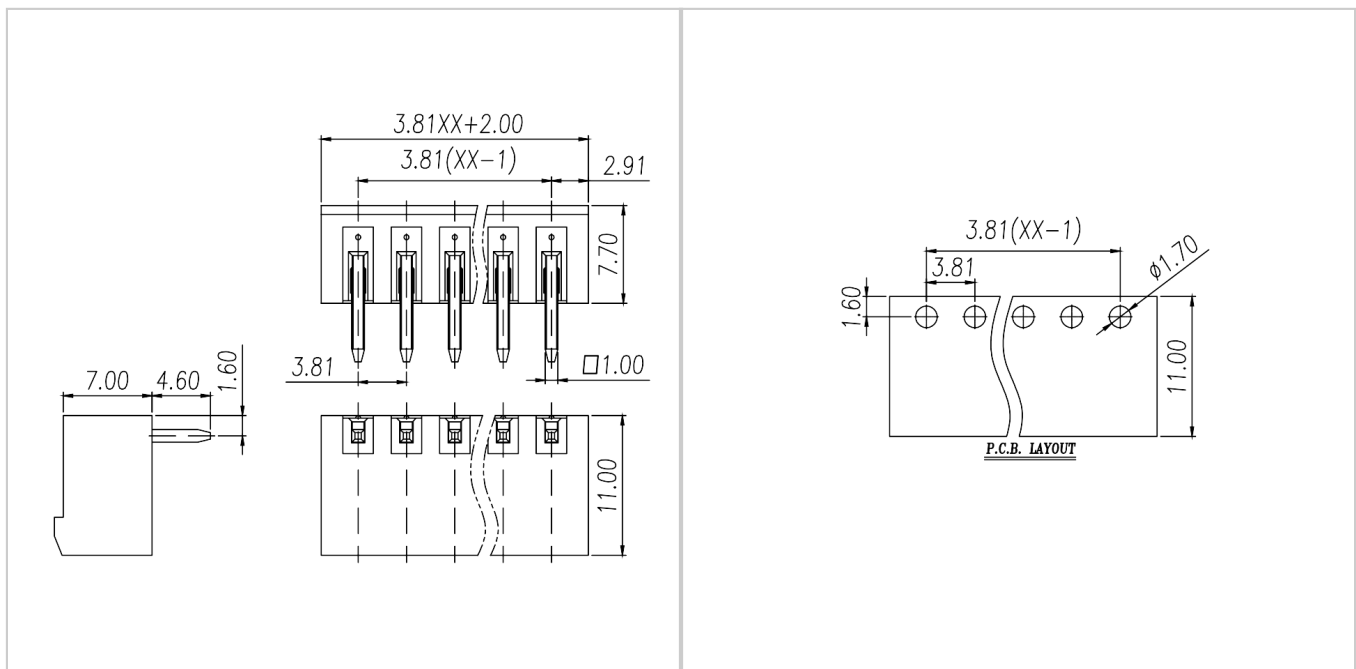 3.81XX+2.00
3.81(XX-1)
2.91
7.70
3.81
□1.00
7.00
4.60
1.60
11.00
3.81(XX-1)
3.81
ø1.70
1.60
11.00
P.C.B. LAYOUT